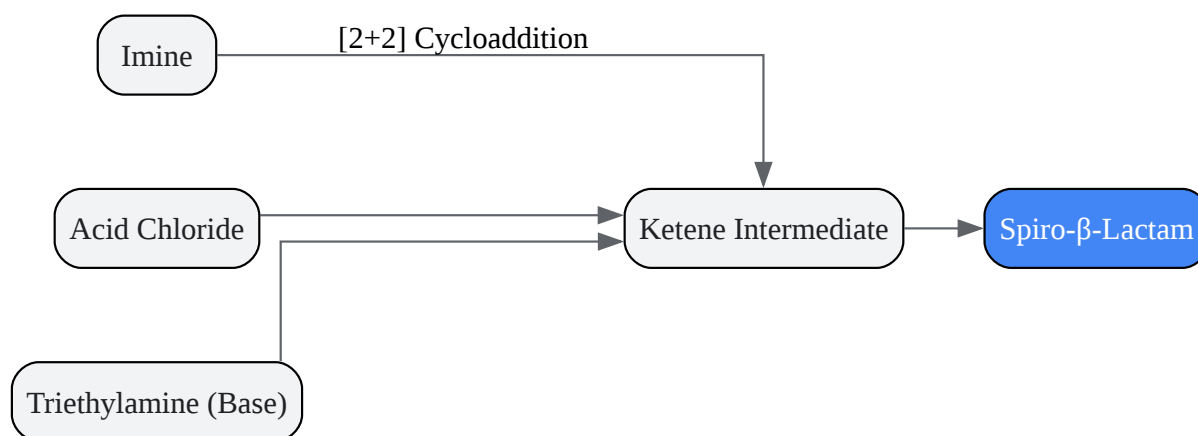 [2+2] Cycloaddition
Imine
Acid Chloride
Ketene Intermediate
Spiro-β-Lactam
Triethylamine (Base)